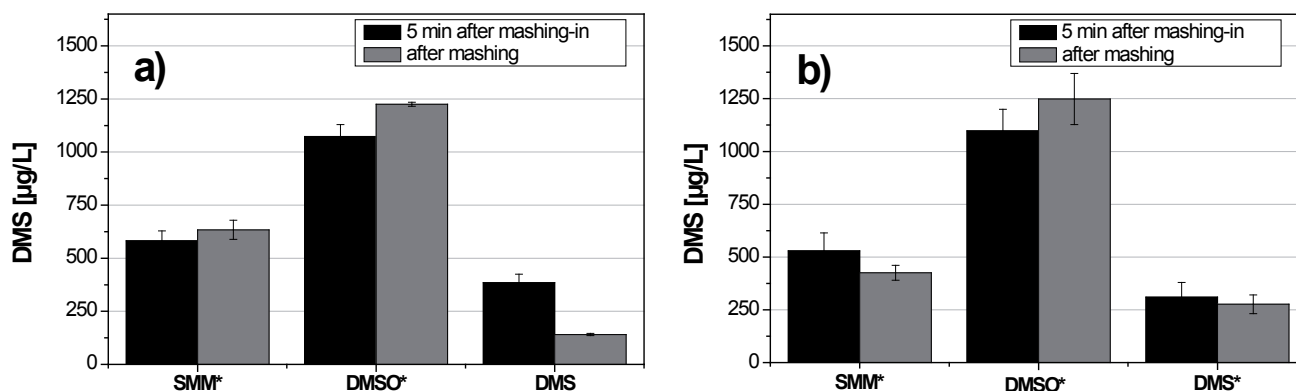 5 min after mashing-in
after mashing
a)
DMS [µg/L]
1500
1250
1000
750
500
250
0
SMM*
DMSO*
DMS
5 min after mashing-in
after mashing
b)
DMS [µg/L]
1500
1250
1000
750
500
250
0
SMM*
DMSO*
DMS*